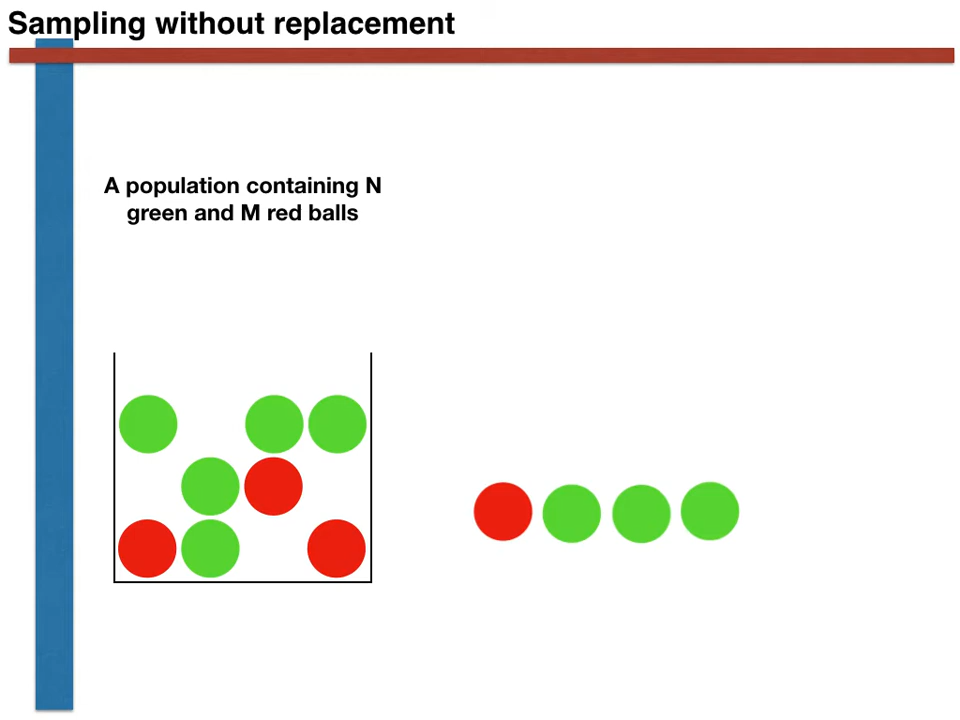 Sampling without replacement
A population containing N
green and M red balls